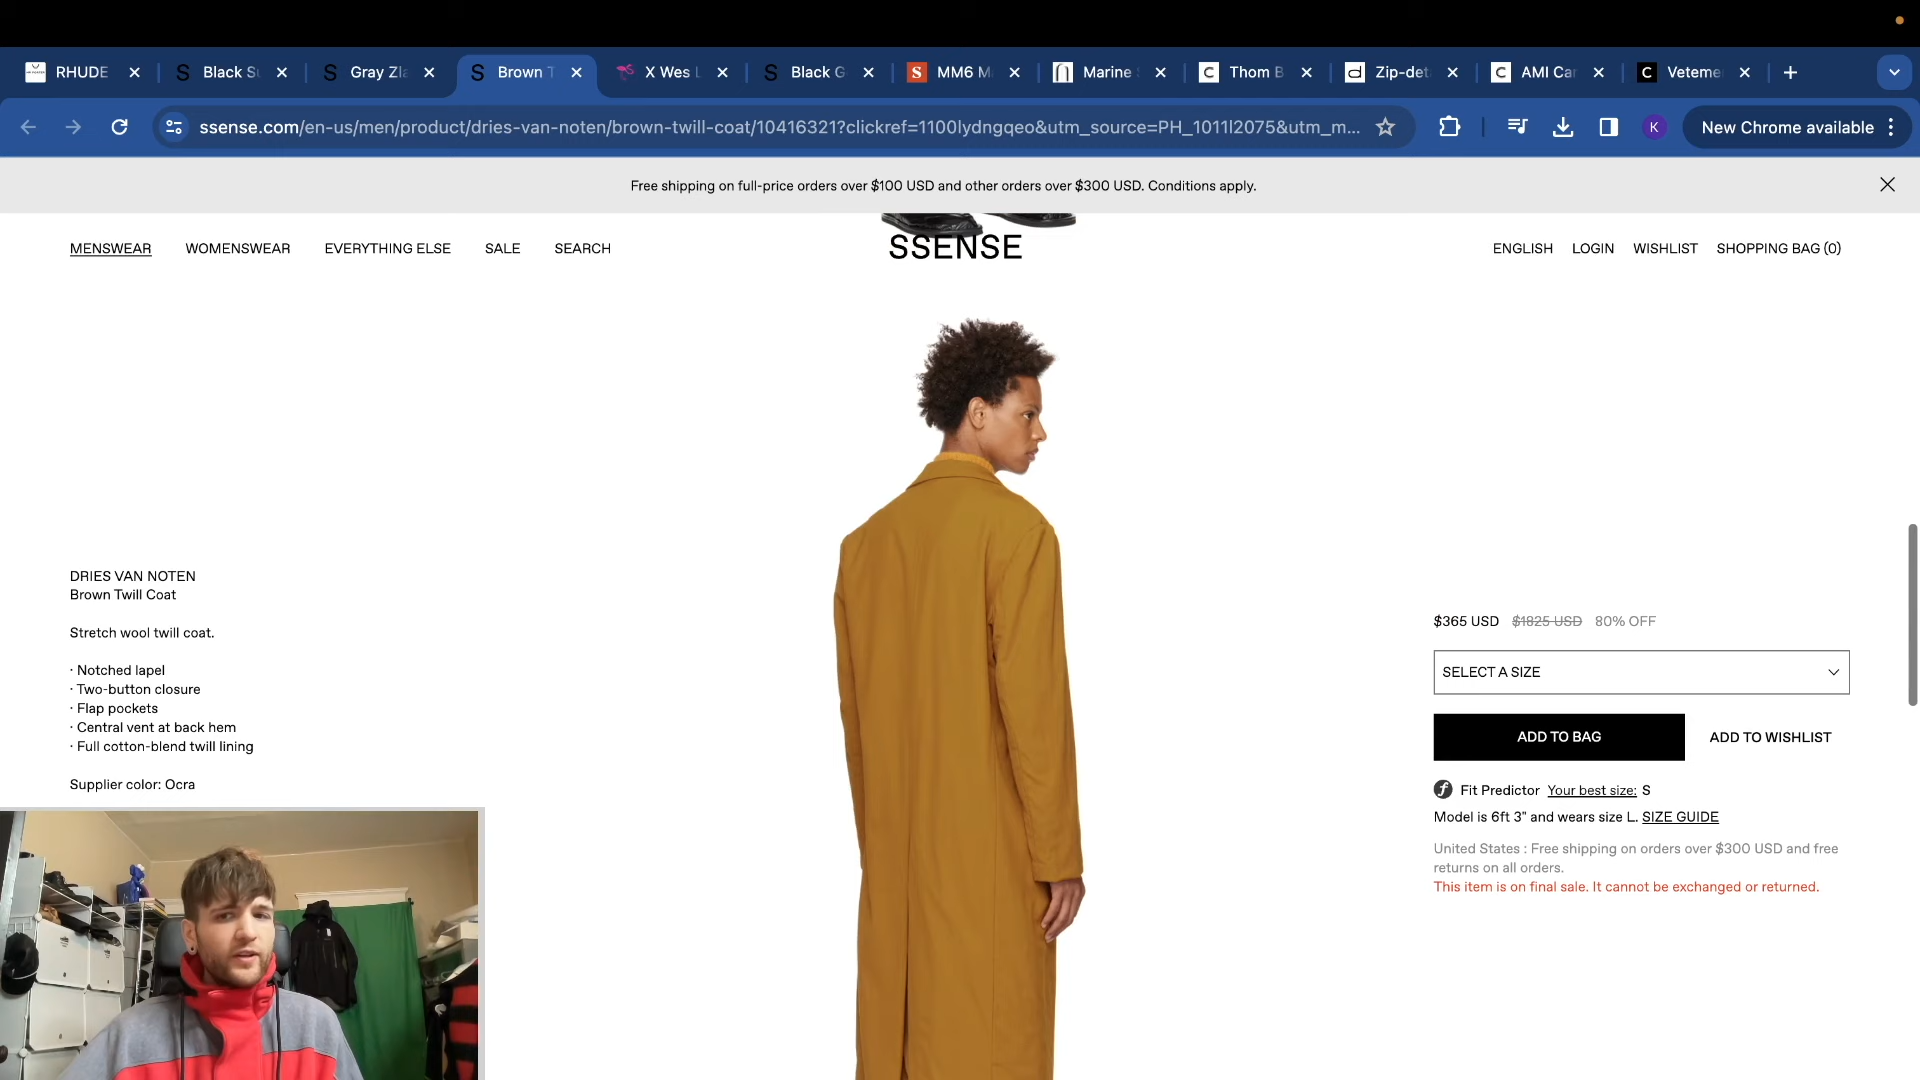 RHUDE
Black Su
Gray Zla
Brown T
X Wes L
Black G
MM6 M
Marine S
Thom B
Zip-det
AMI Car
Veteme
ssense.com/en-us/men/product/dries-van-noten/brown-twill-coat/10416321?clickref=1100lydngqeo&utm_source=PH_1011l2075&utm_m...
K
New Chrome available
Free shipping on full-price orders over $100 USD and other orders over $300 USD. Conditions apply.
MENSWEAR
WOMENSWEAR
EVERYTHING ELSE
SALE
SEARCH
SSENSE
ENGLISH
LOGIN
WISHLIST
SHOPPING BAG (0)
DRIES VAN NOTEN
Brown Twill Coat
Stretch wool twill coat.
· Notched lapel
· Two-button closure
· Flap pockets
· Central vent at back hem
· Full cotton-blend twill lining
Supplier color: Ocra
$365 USD $1825 USD 80% OFF
SELECT A SIZE
ADD TO BAG
ADD TO WISHLIST
Fit Predictor Your best size: S
Model is 6ft 3" and wears size L. SIZE GUIDE
United States : Free shipping on orders over $300 USD and free
returns on all orders.
This item is on final sale. It cannot be exchanged or returned.